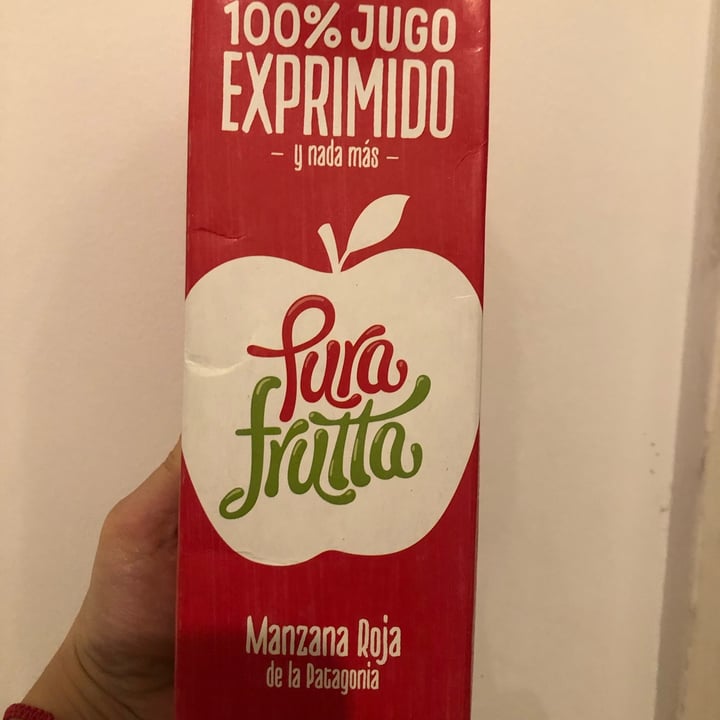 100% JUGO
EXPRIMIDO
– y nada más –
Pura
frutta
Manzana Roja
de la Patagonia